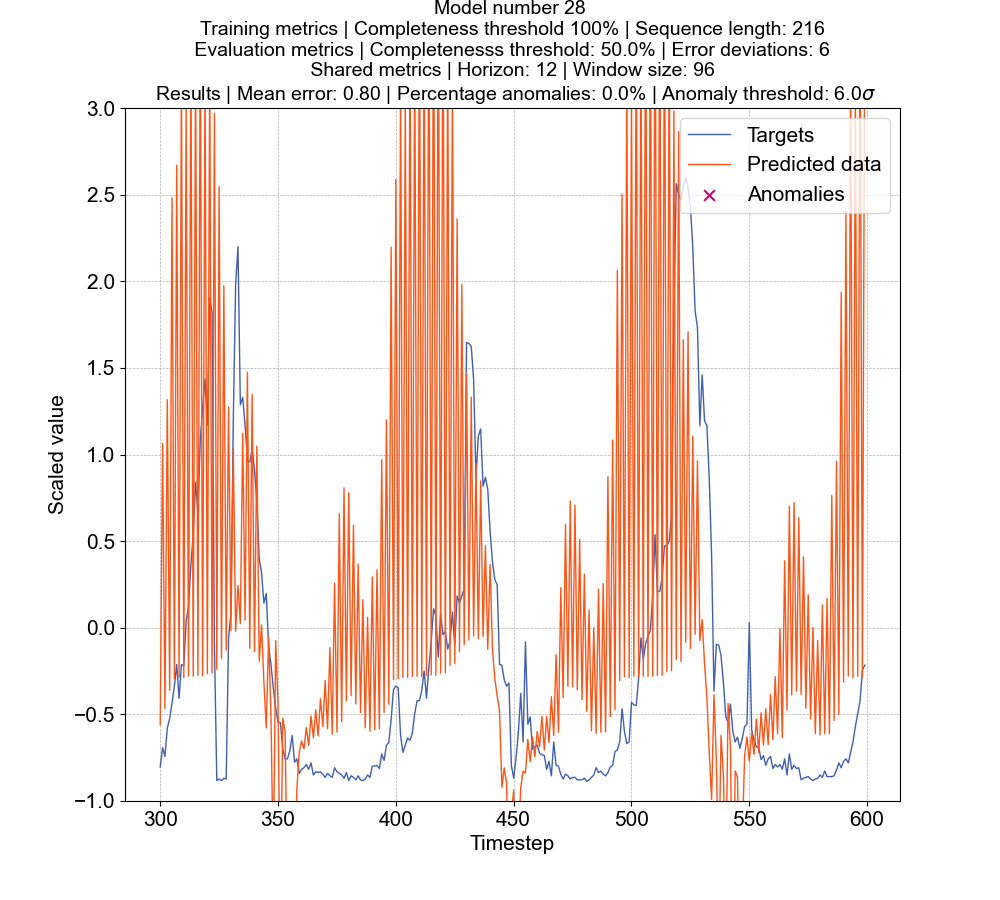 Model number 28
Training metrics | Completeness threshold 100% | Sequence length: 216
Evaluation metrics | Completenesss threshold: 50.0% | Error deviations: 6
Shared metrics | Horizon: 12 | Window size: 96
Results | Mean error: 0.80 | Percentage anomalies: 0.0% | Anomaly threshold: 6.0σ
Targets
Predicted data
Anomalies
Scaled value
3.0
2.5
2.0
1.5
1.0
0.5
0.0
−0.5
−1.0
300 350 400 450 500 550 600
Timestep